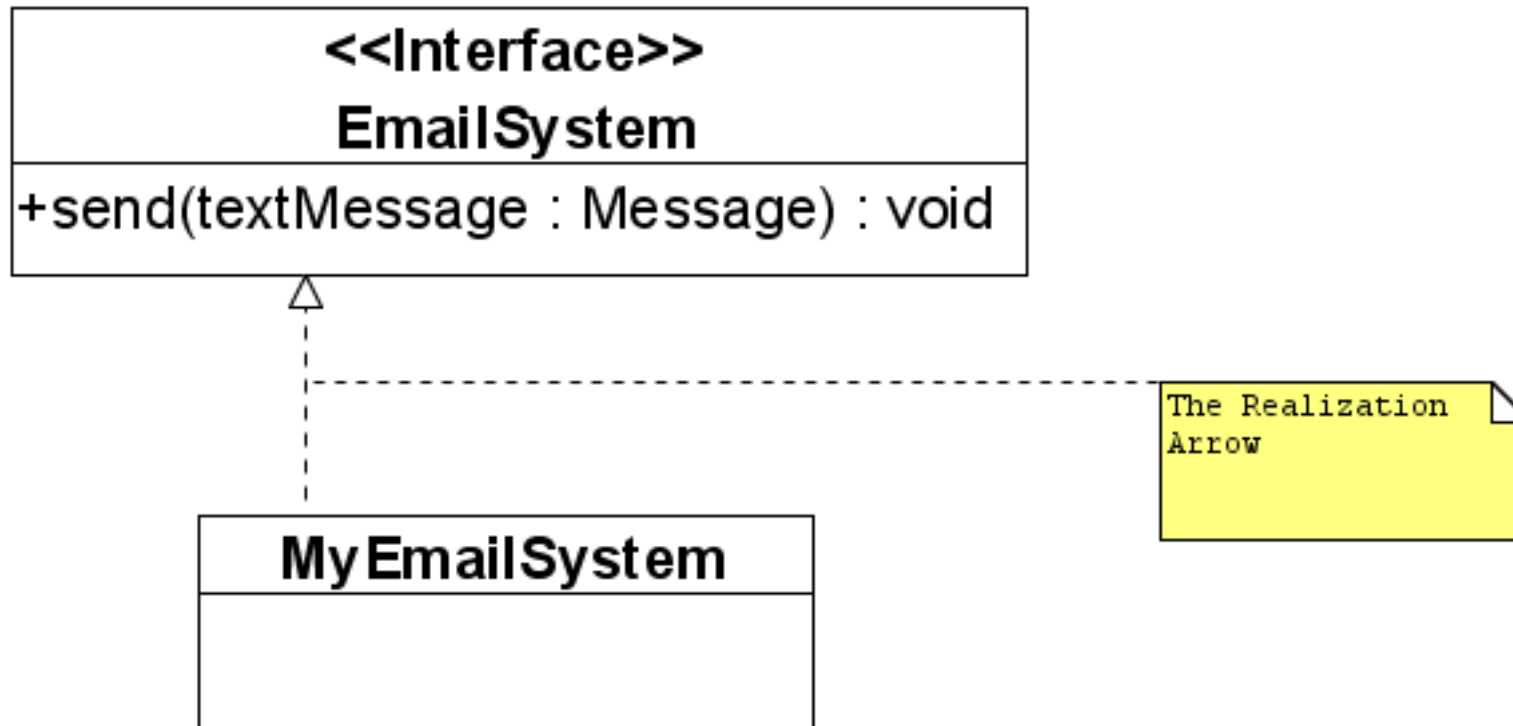 <<Interface>>
EmailSystem
+send(textMessage : Message) : void
The Realization
Arrow
MyEmailSystem